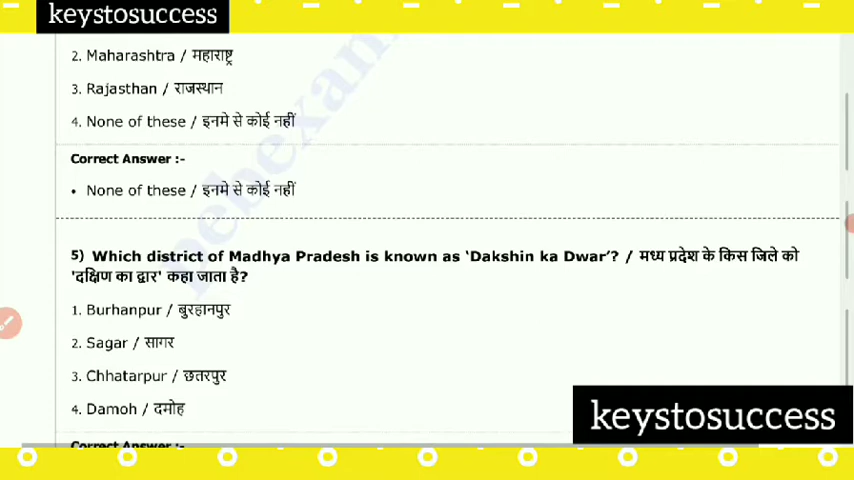 keystosuccess
2. Maharashtra / महाराष्ट्र
3. Rajasthan / राजस्थान
4. None of these / इनमे से कोई नहीं
Correct Answer :-
• None of these / इनमे से कोई नहीं
5) Which district of Madhya Pradesh is known as ‘Dakshin ka Dwar’? / मध्य प्रदेश के किस जिले को
'दक्षिण का द्वार' कहा जाता है?
1. Burhanpur / बुरहानपुर
2. Sagar / सागर
3. Chhatarpur / छतरपुर
4. Damoh / दमोह
keystosuccess
Correct Answer :-